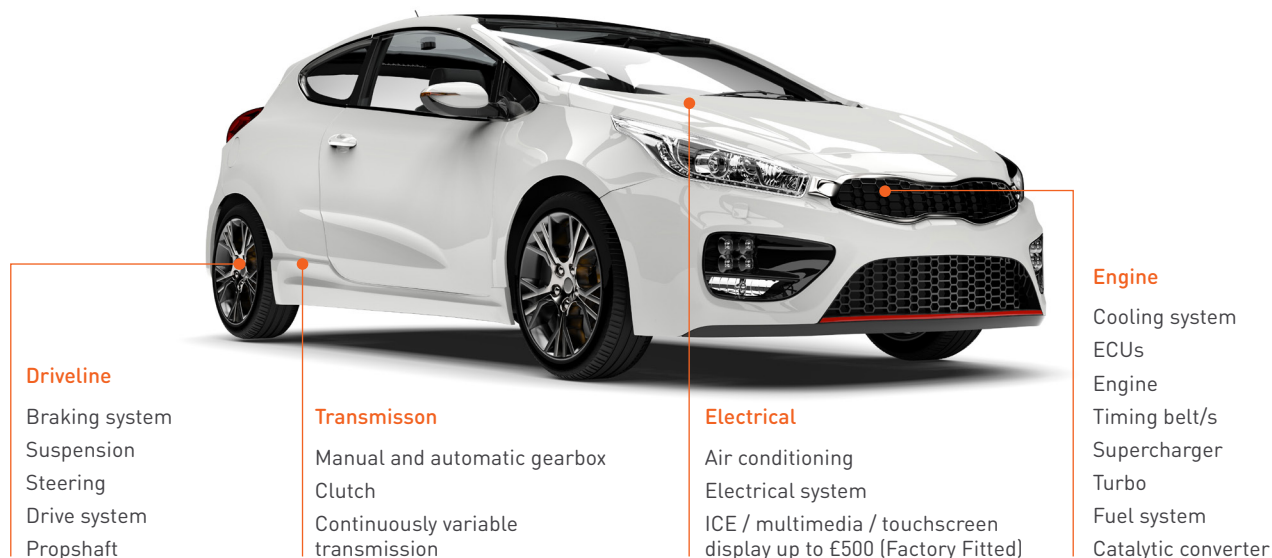 Driveline
Braking system
Suspension
Steering
Drive system
Propshaft
Transmisson
Manual and automatic gearbox
Clutch
Continuously variable
transmission
Electrical
Air conditioning
Electrical system
ICE / multimedia / touchscreen
display up to £500 (Factory Fitted)
Engine
Cooling system
ECUs
Engine
Timing belt/s
Supercharger
Turbo
Fuel system
Catalytic converter